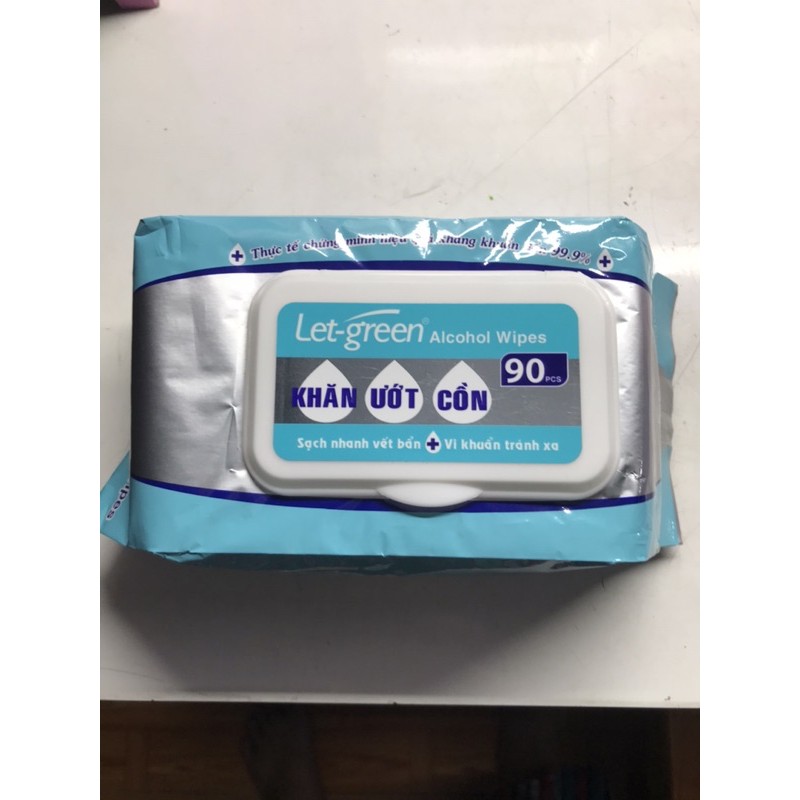 Thực tế chứng minh hiệu kháng khuẩn 99.9%
Let-green® Alcohol Wipes
90 PCS
KHĂN ƯỚT CỒN
Sạch nhanh vết bẩn + Vi khuẩn tránh xa